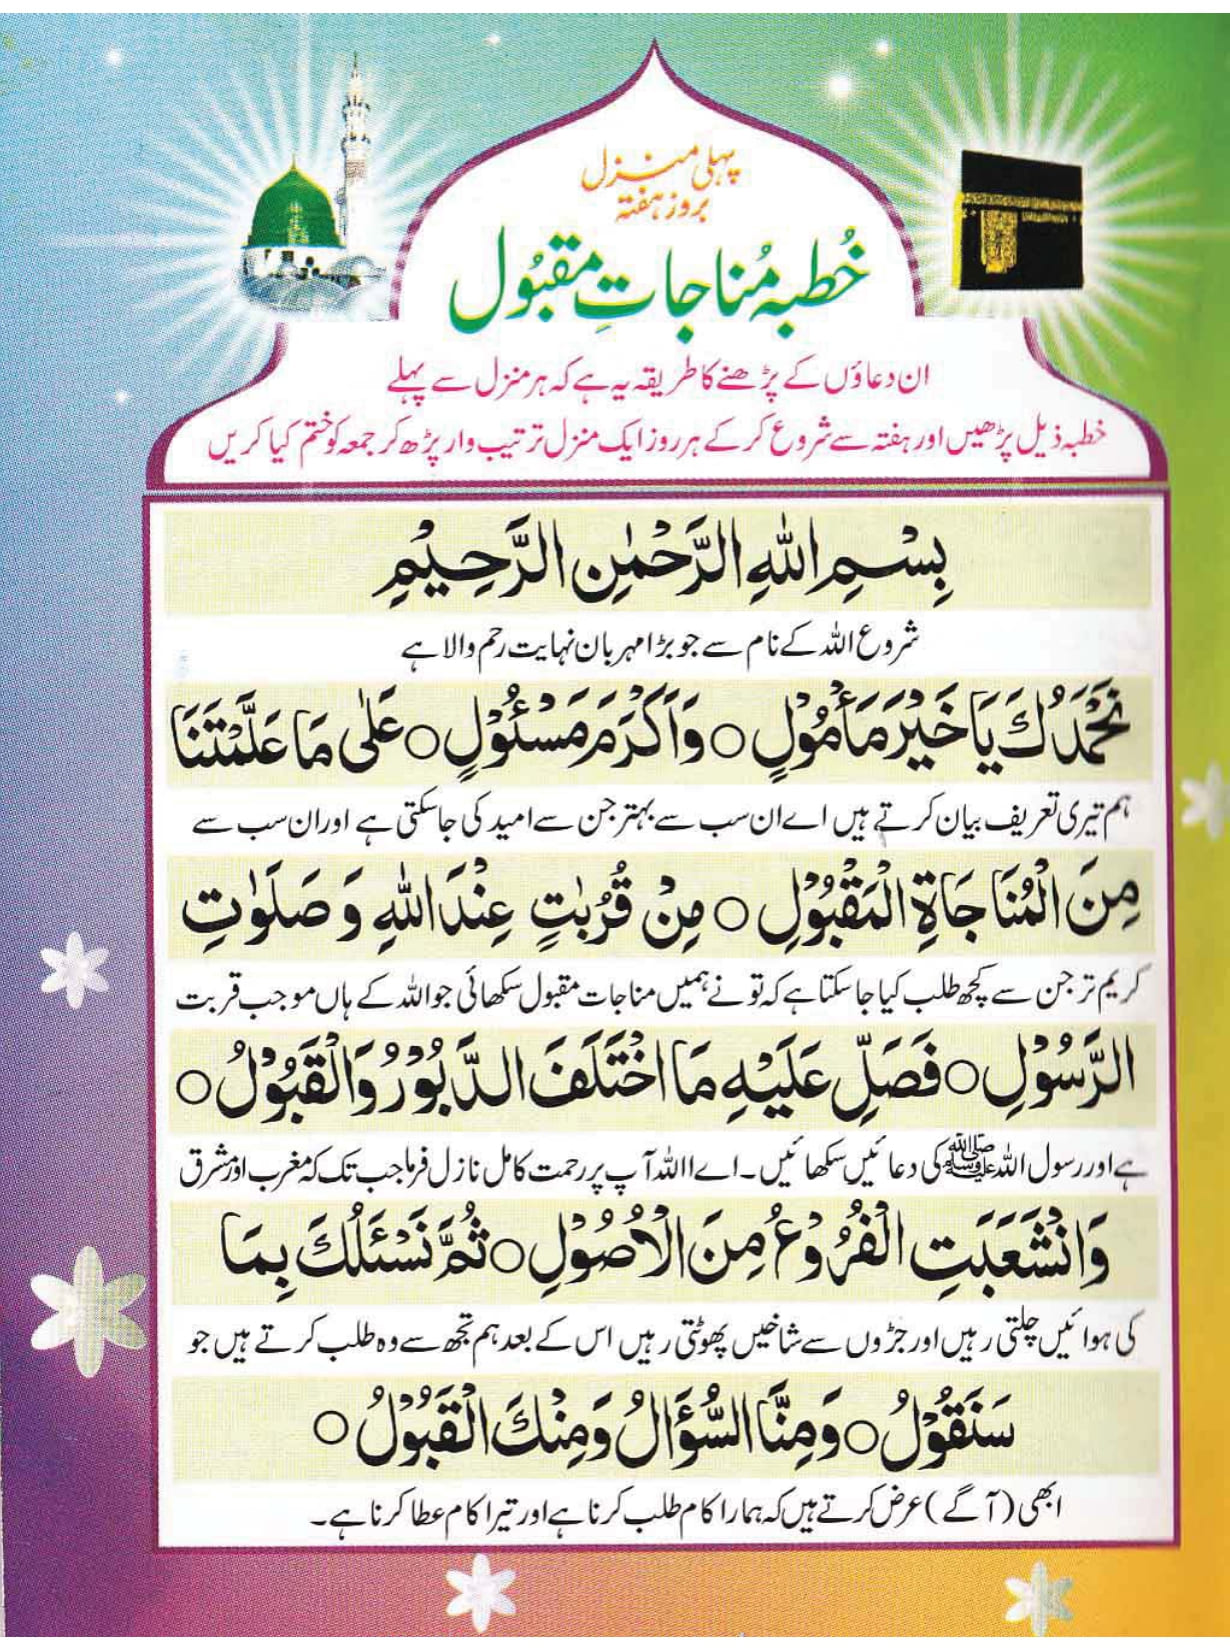 پہلی منزل
بروز ہفتہ
خُطبہ مُناجاتِ مقبُول
ان دعاؤں کے پڑھنے کا طریقہ یہ ہے کہ ہر منزل سے پہلے
خطبہ ذیل پڑھیں اور ہفتہ سے شروع کر کے ہر روز ایک منزل ترتیب وار پڑھ کر جمعہ کو ختم کیا کریں
بِسْمِ اللّٰهِ الرَّحْمٰنِ الرَّحِيْمِ
شروع اللہ کے نام سے جو بڑا مہربان نہایت رحم والا ہے
نَحْمَدُكَ يَا خَيْرَ مَأْمُوْلٍ ○ وَاَكْرَمَ مَسْئُوْلٍ ○ عَلٰى مَا عَلَّمْتَنَا
ہم تیری تعریف بیان کرتے ہیں اے ان سب سے بہتر جن سے امید کی جاسکتی ہے اور ان سب سے
مِنَ الْمُنَاجَاةِ الْمَقْبُوْلِ ○ مِنْ قُرُبٰتٍ عِنْدَ اللّٰهِ وَ صَلَوٰتِ
کریم تر جن سے کچھ طلب کیا جاسکتا ہے کہ تو نے ہمیں مناجات مقبول سکھائی جو اللہ کے ہاں موجب قربت
الرَّسُوْلِ ○ فَصَلِّ عَلَيْهِ مَا اخْتَلَفَ الدَّبُوْرُ وَالْقَبُوْلُ ○
ہے اور رسول اللہ ﷺ کی دعائیں سکھائیں۔ اے اللہ آپ پر رحمت کامل نازل فرما جب تک کہ مغرب اور مشرق
وَانْشَعَبَتِ الْفُرُوْعُ مِنَ الْاُصُوْلِ ○ ثُمَّ نَسْئَلُكَ بِمَا
کی ہوائیں چلتی رہیں اور جڑوں سے شاخیں پھوٹتی رہیں اس کے بعد ہم تجھ سے وہ طلب کرتے ہیں جو
سَنَقُوْلُ ○ وَمِنَّا السُّؤَالُ وَمِنْكَ الْقَبُوْلُ ○
ابھی (آگے) عرض کرتے ہیں کہ ہمارا کام طلب کرنا ہے اور تیرا کام عطا کرنا ہے۔